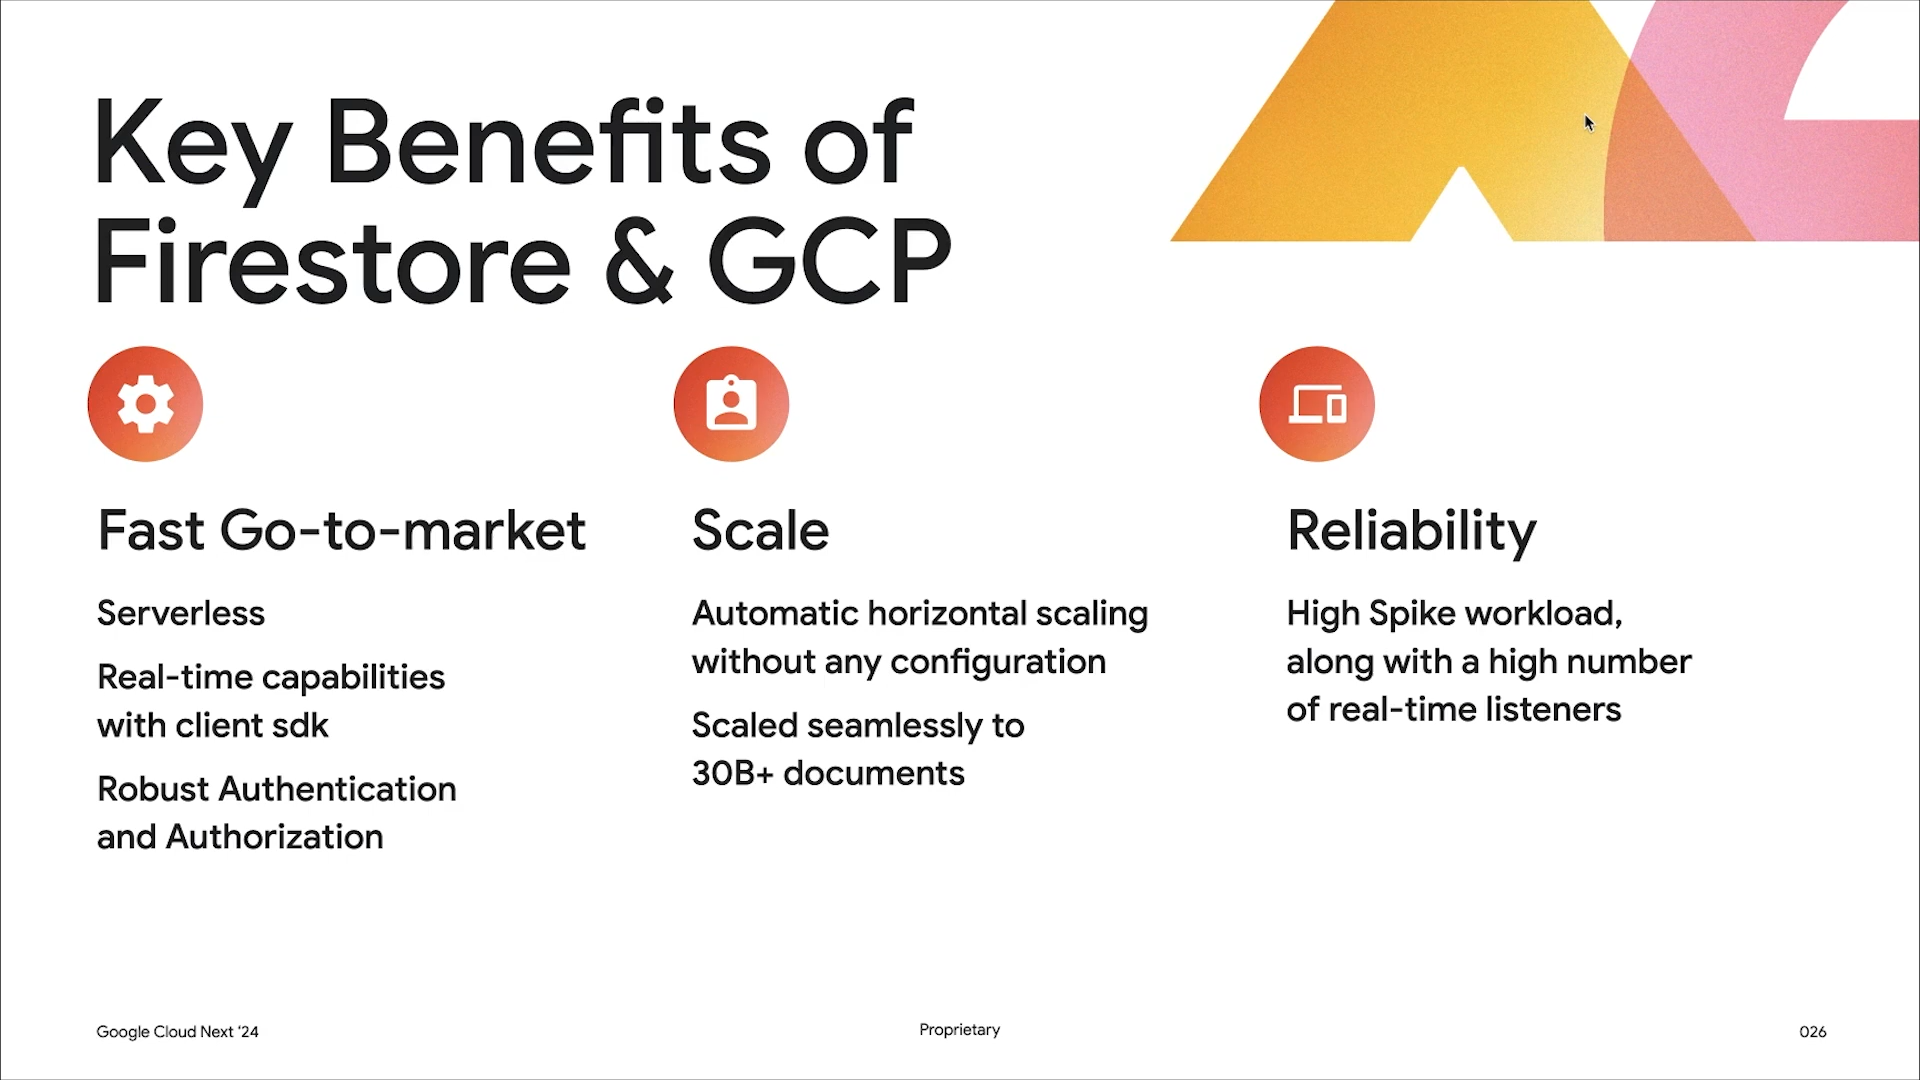 Key Benefits of
Firestore & GCP
Fast Go-to-market
Serverless
Real-time capabilities
with client sdk
Robust Authentication
and Authorization
Scale
Automatic horizontal scaling
without any configuration
Scaled seamlessly to
30B+ documents
Reliability
High Spike workload,
along with a high number
of real-time listeners
Google Cloud Next ‘24
Proprietary
026